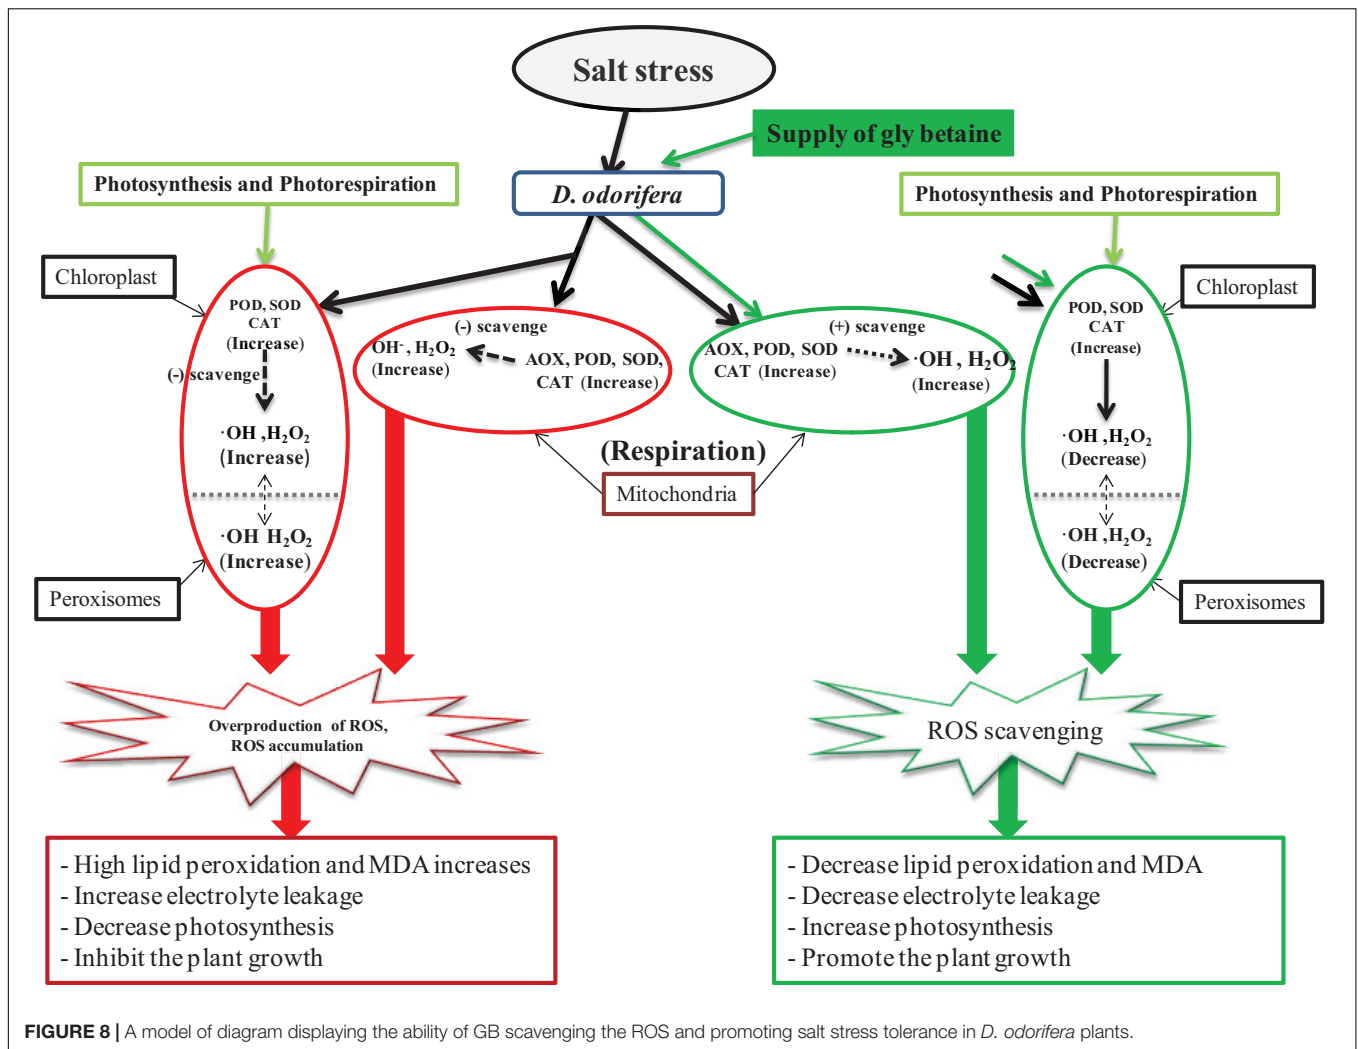 Salt stress
Supply of gly betaine
D. odorifera
Photosynthesis and Photorespiration
Photosynthesis and Photorespiration
Chloroplast
POD, SOD
CAT
(Increase)
(-) scavenge
·OH ,H₂O₂
(Increase)
·OH H₂O₂
(Increase)
Peroxisomes
(-) scavenge
OH⁻, H₂O₂
(Increase)
AOX, POD, SOD,
CAT (Increase)
(+) scavenge
AOX, POD, SOD
CAT (Increase)
·OH , H₂O₂
(Increase)
(Respiration)
Mitochondria
Chloroplast
POD, SOD
CAT
(Increase)
·OH ,H₂O₂
(Decrease)
·OH ,H₂O₂
(Decrease)
Peroxisomes
Overproduction of ROS,
ROS accumulation
ROS scavenging
- High lipid peroxidation and MDA increases
- Increase electrolyte leakage
- Decrease photosynthesis
- Inhibit the plant growth
- Decrease lipid peroxidation and MDA
- Decrease electrolyte leakage
- Increase photosynthesis
- Promote the plant growth
FIGURE 8 | A model of diagram displaying the ability of GB scavenging the ROS and promoting salt stress tolerance in D. odorifera plants.